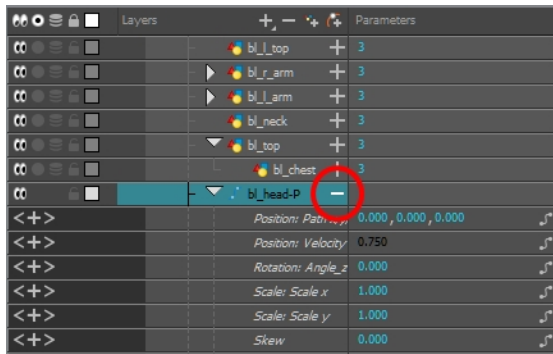 Layers Parameters
bl_l_top 3
bl_r_arm 3
bl_l_arm 3
bl_neck 3
bl_top 3
bl_chest 3
bl_head-P
Position: 0.000 , 0.000 , 0.000
Position: Velocity 0.750
Rotation: Angle_z 0.000
Scale: Scale x 1.000
Scale: Scale y 1.000
Skew 0.000